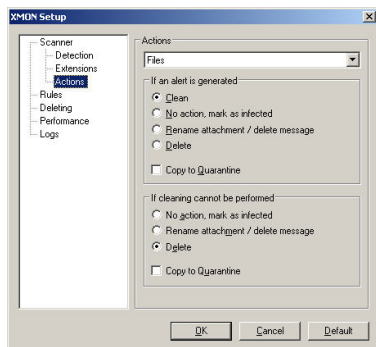 XMON Setup
Scanner
Detection
Extensions
Actions
Rules
Deleting
Performance
Logs
Actions
Files
If an alert is generated
Clean
No action, mark as infected
Rename attachment / delete message
Delete
Copy to Quarantine
If cleaning cannot be performed
No action, mark as infected
Rename attachment / delete message
Delete
Copy to Quarantine
OK
Cancel
Default